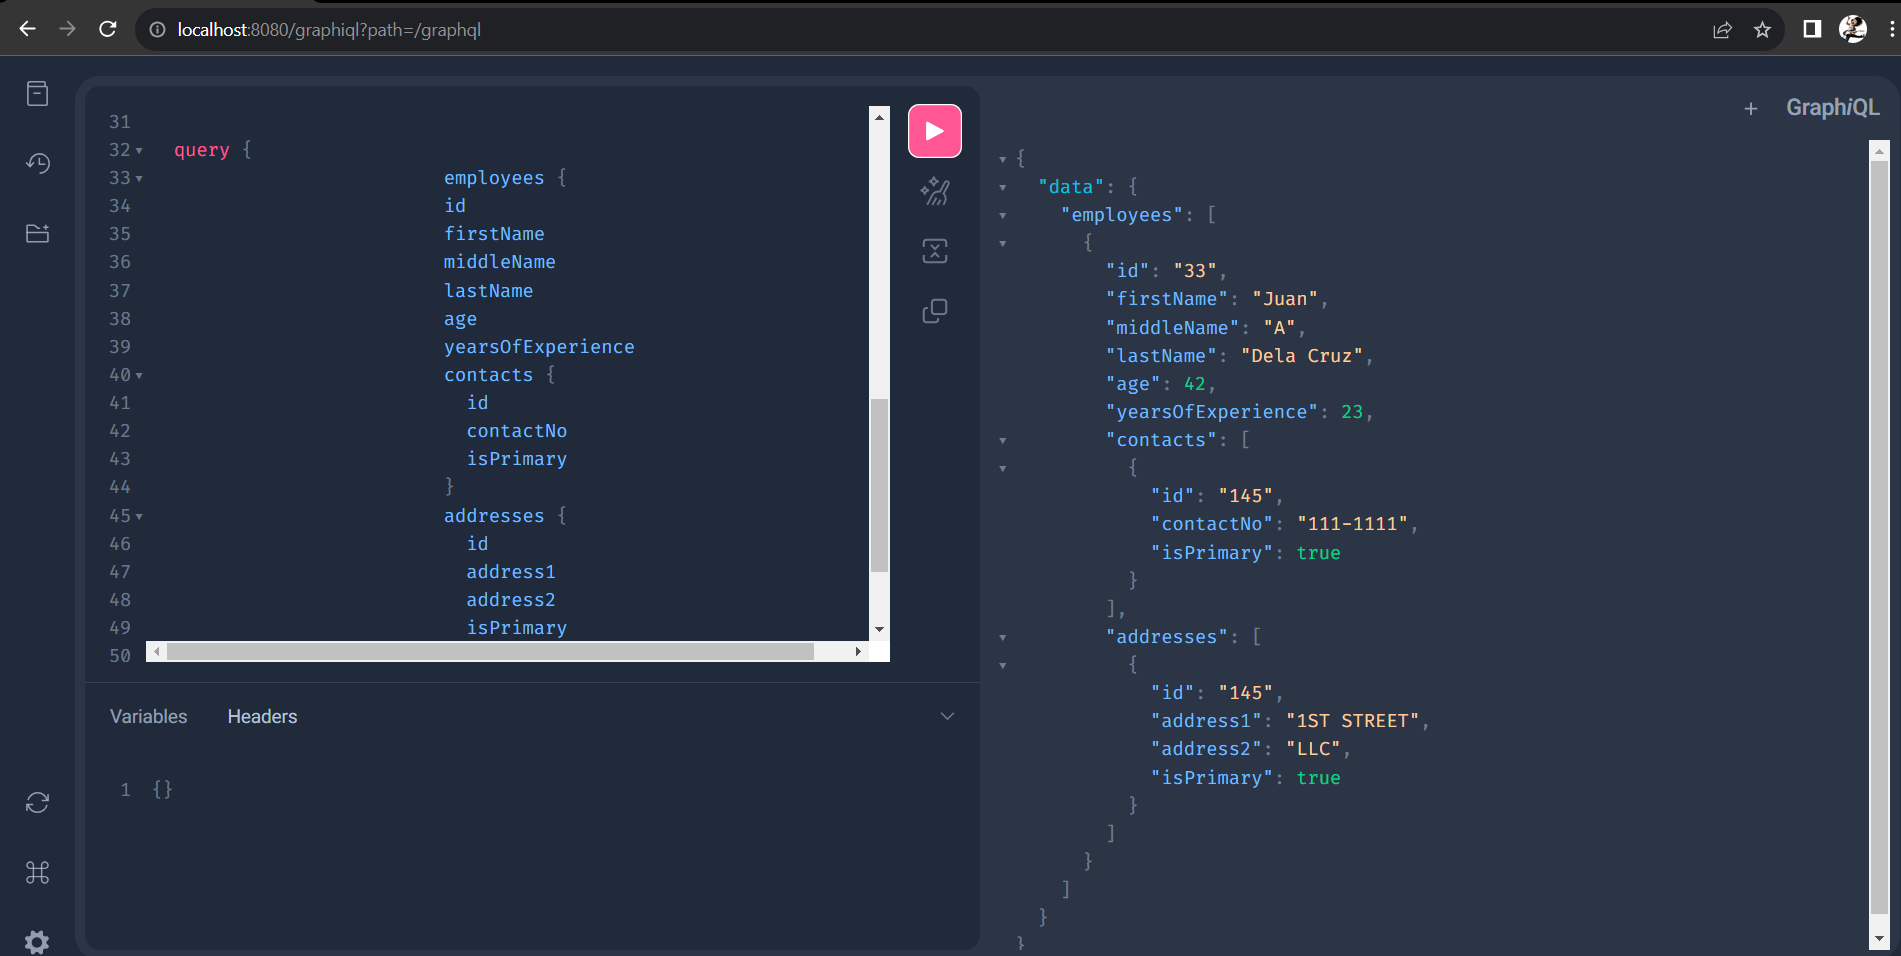 localhost:8080/graphiql?path=/graphql
GraphiQL
31
32 query {
33 employees {
34 id
35 firstName
36 middleName
37 lastName
38 age
39 yearsOfExperience
40 contacts {
41 id
42 contactNo
43 isPrimary
44 }
45 addresses {
46 id
47 address1
48 address2
49 isPrimary
50
Variables Headers
1 {}
{
"data": {
"employees": [
{
"id": "33",
"firstName": "Juan",
"middleName": "A",
"lastName": "Dela Cruz",
"age": 42,
"yearsOfExperience": 23,
"contacts": [
{
"id": "145",
"contactNo": "111-1111",
"isPrimary": true
}
],
"addresses": [
{
"id": "145",
"address1": "1ST STREET",
"address2": "LLC",
"isPrimary": true
}
]
}
]
}
}